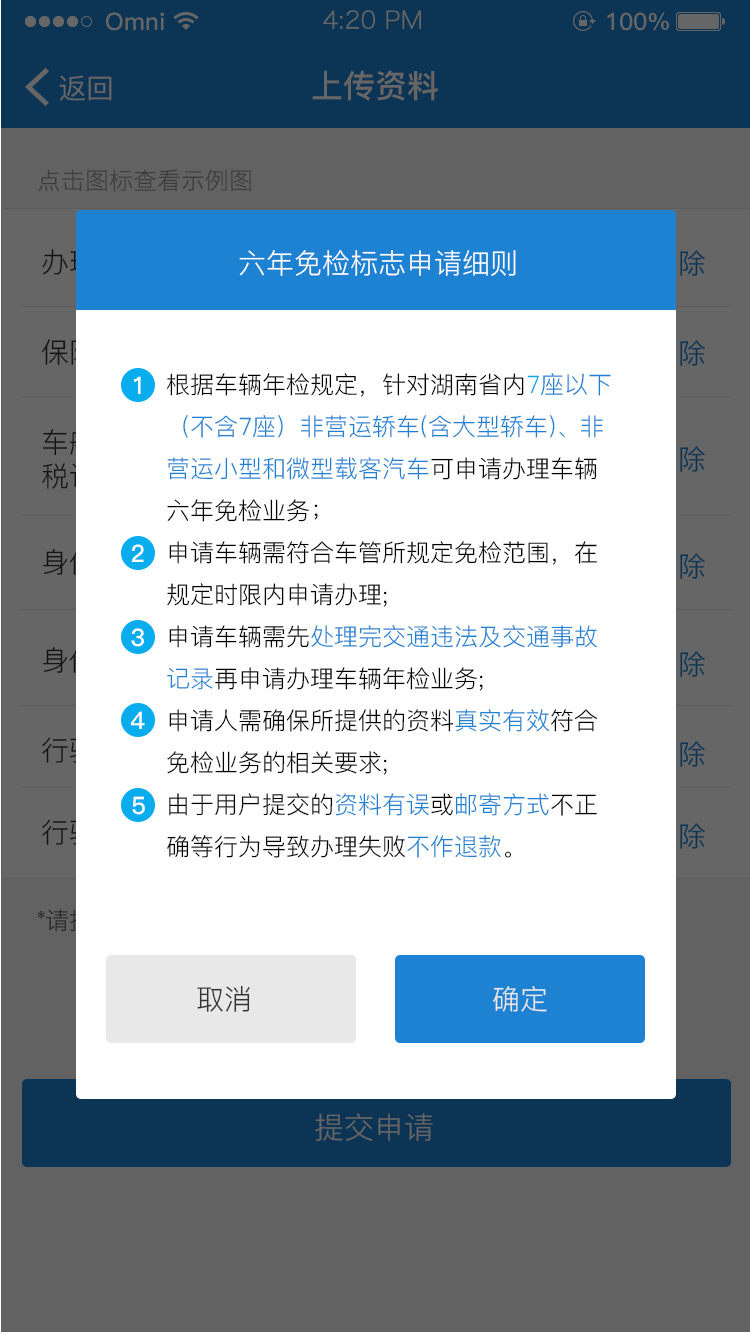 Omni 4:20 PM 100%
返回 上传资料
点击图标查看示例图
六年免检标志申请细则
办 除
保 除
车
税 除
身 除
身 除
行 除
行 除
1 根据车辆年检规定，针对湖南省内7座以下
（不含7座）非营运轿车(含大型轿车)、非
营运小型和微型载客汽车可申请办理车辆
六年免检业务；
2 申请车辆需符合车管所规定免检范围，在
规定时限内申请办理;
3 申请车辆需先处理完交通违法及交通事故
记录再申请办理车辆年检业务;
4 申请人需确保所提供的资料真实有效符合
免检业务的相关要求;
5 由于用户提交的资料有误或邮寄方式不正
确等行为导致办理失败不作退款。
*请
取消 确定
提交申请